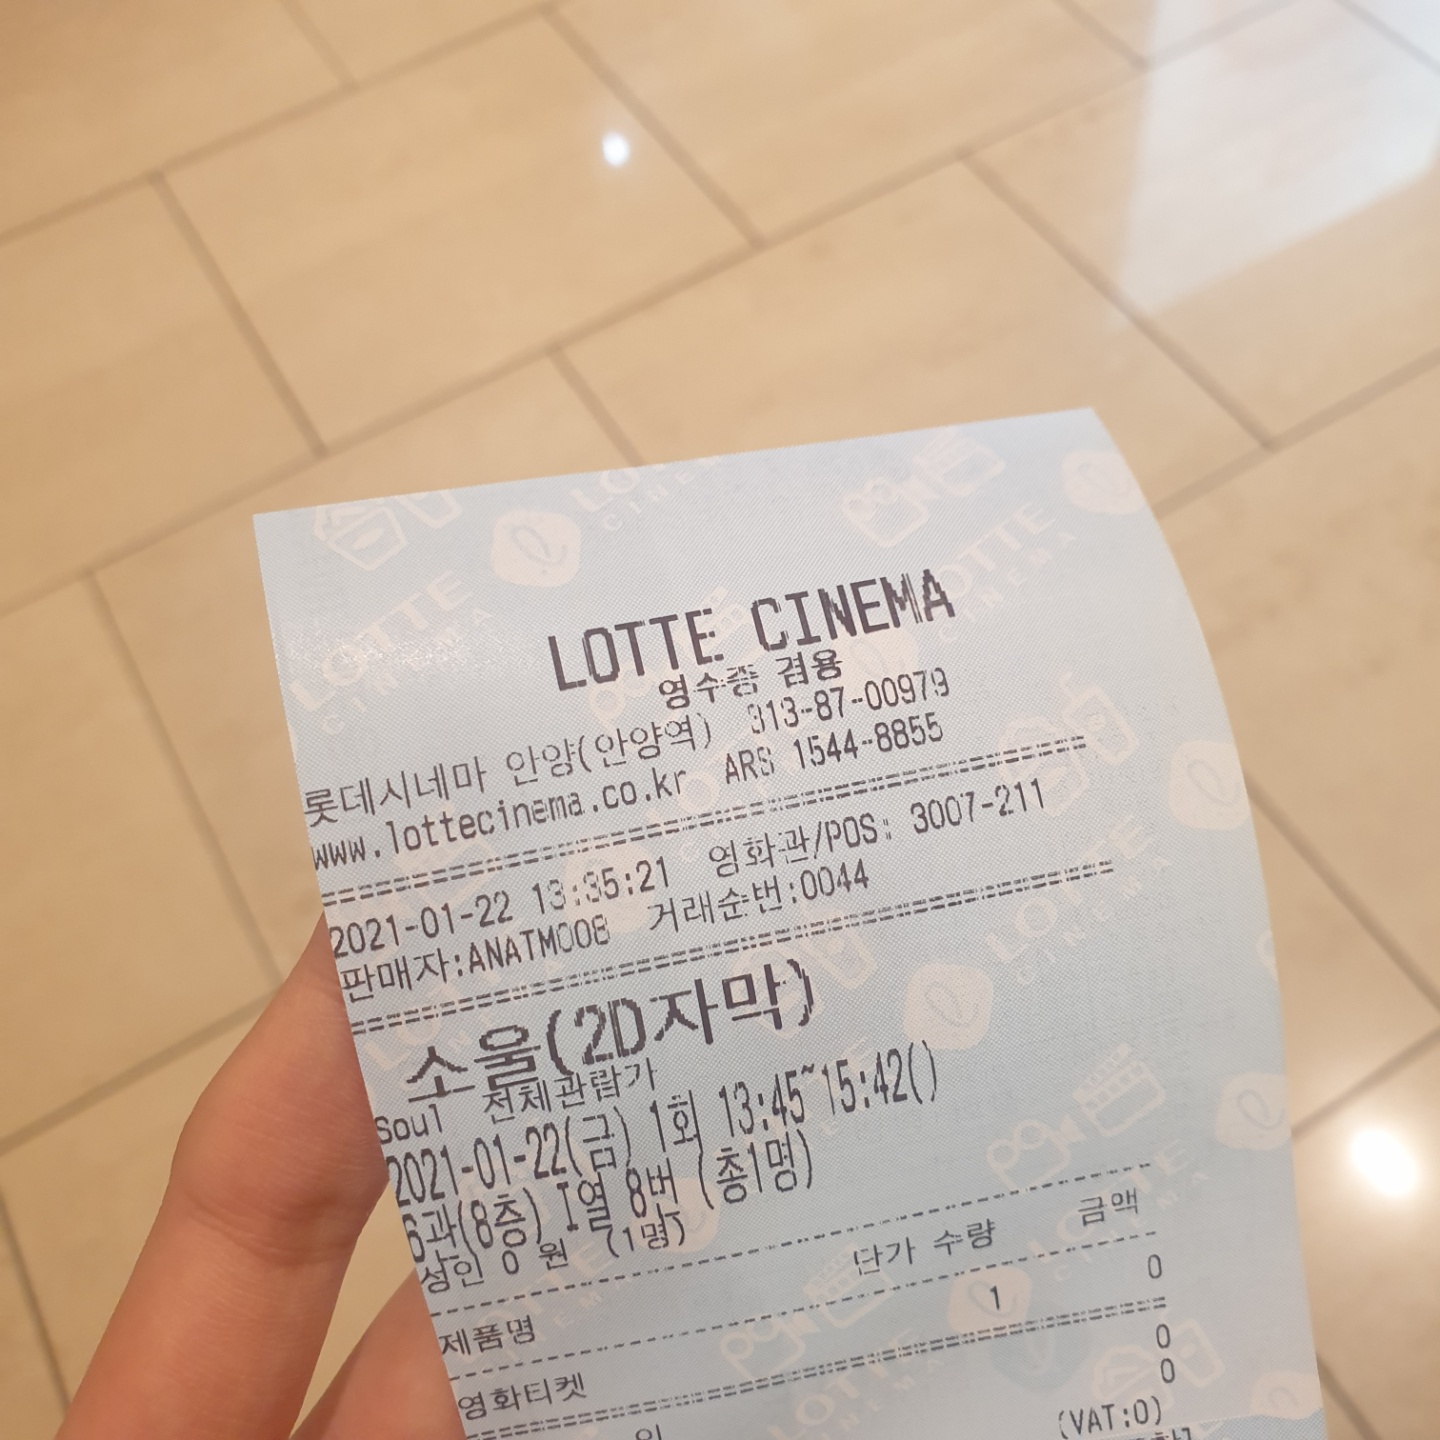 LOTTE CINEMA
영수증 겸용
롯데시네마 안양(안양역) 313-87-00979
www.lottecinema.co.kr ARS 1544-8855
2021-01-22 13:35:21 영화관/POS: 3007-211
판매자:ANATM008 거래순번:0044
소울(2D자막)
Soul 전체관람가
2021-01-22(금) 1회 13:45~15:42()
6관(8층) I열 8번 (총1명)
성인 0 원 (1명)
제품명 단가 수량 금액
영화티켓 1 0
0
0
(VAT:0)